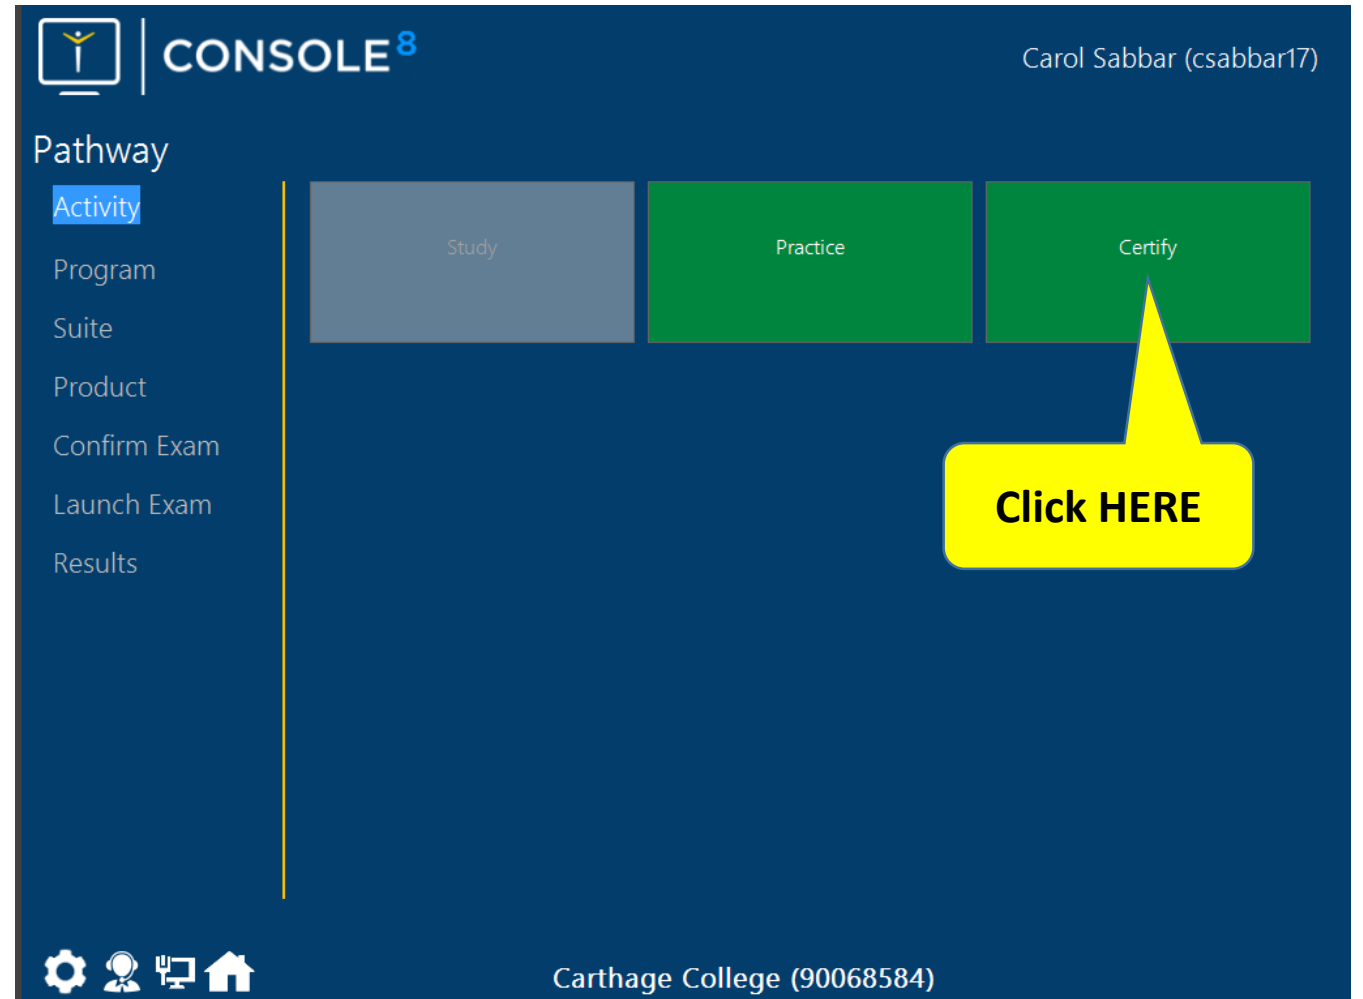 CONSOLE8
Carol Sabbar (csabbar17)
Pathway
Activity
Program
Suite
Product
Confirm Exam
Launch Exam
Results
Study
Practice
Certify
Click HERE
Carthage College (90068584)